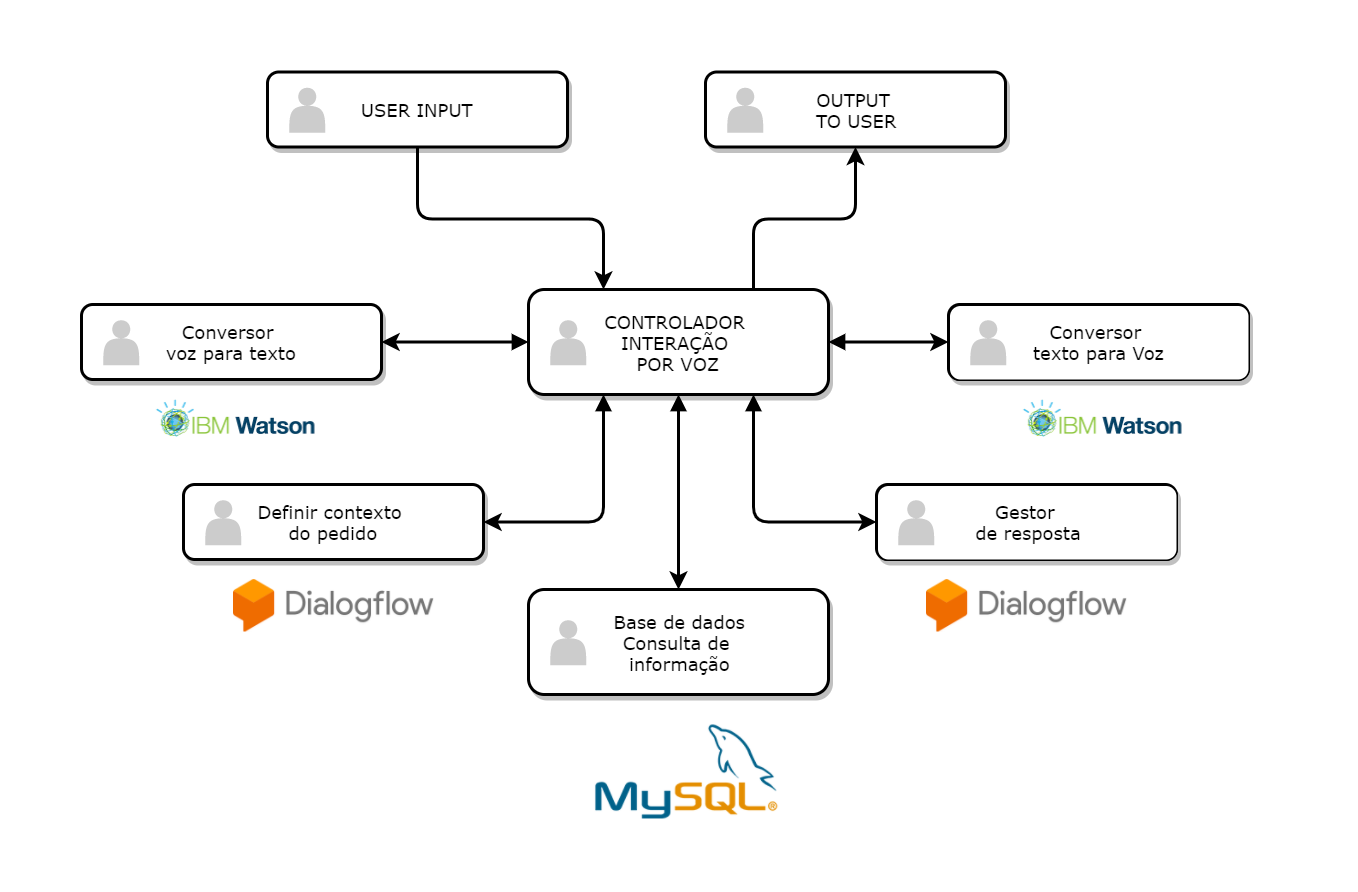 USER INPUT
OUTPUT
TO USER
Conversor
voz para texto
CONTROLADOR
INTERAÇÃO
POR VOZ
Conversor
texto para Voz
IBM Watson
IBM Watson
Definir contexto
do pedido
Gestor
de resposta
Dialogflow
Dialogflow
Base de dados
Consulta de
informação
MySQL®